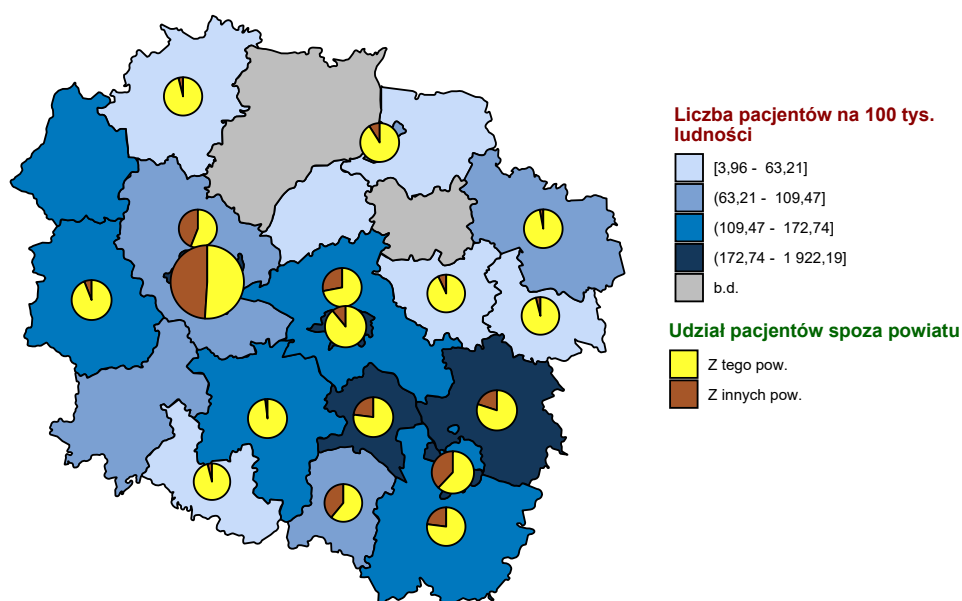 Liczba pacjentów na 100 tys.
ludności
[3,96 - 63,21]
(63,21 - 109,47]
(109,47 - 172,74]
(172,74 - 1 922,19]
b.d.
Udział pacjentów spoza powiatu
Z tego pow.
Z innych pow.